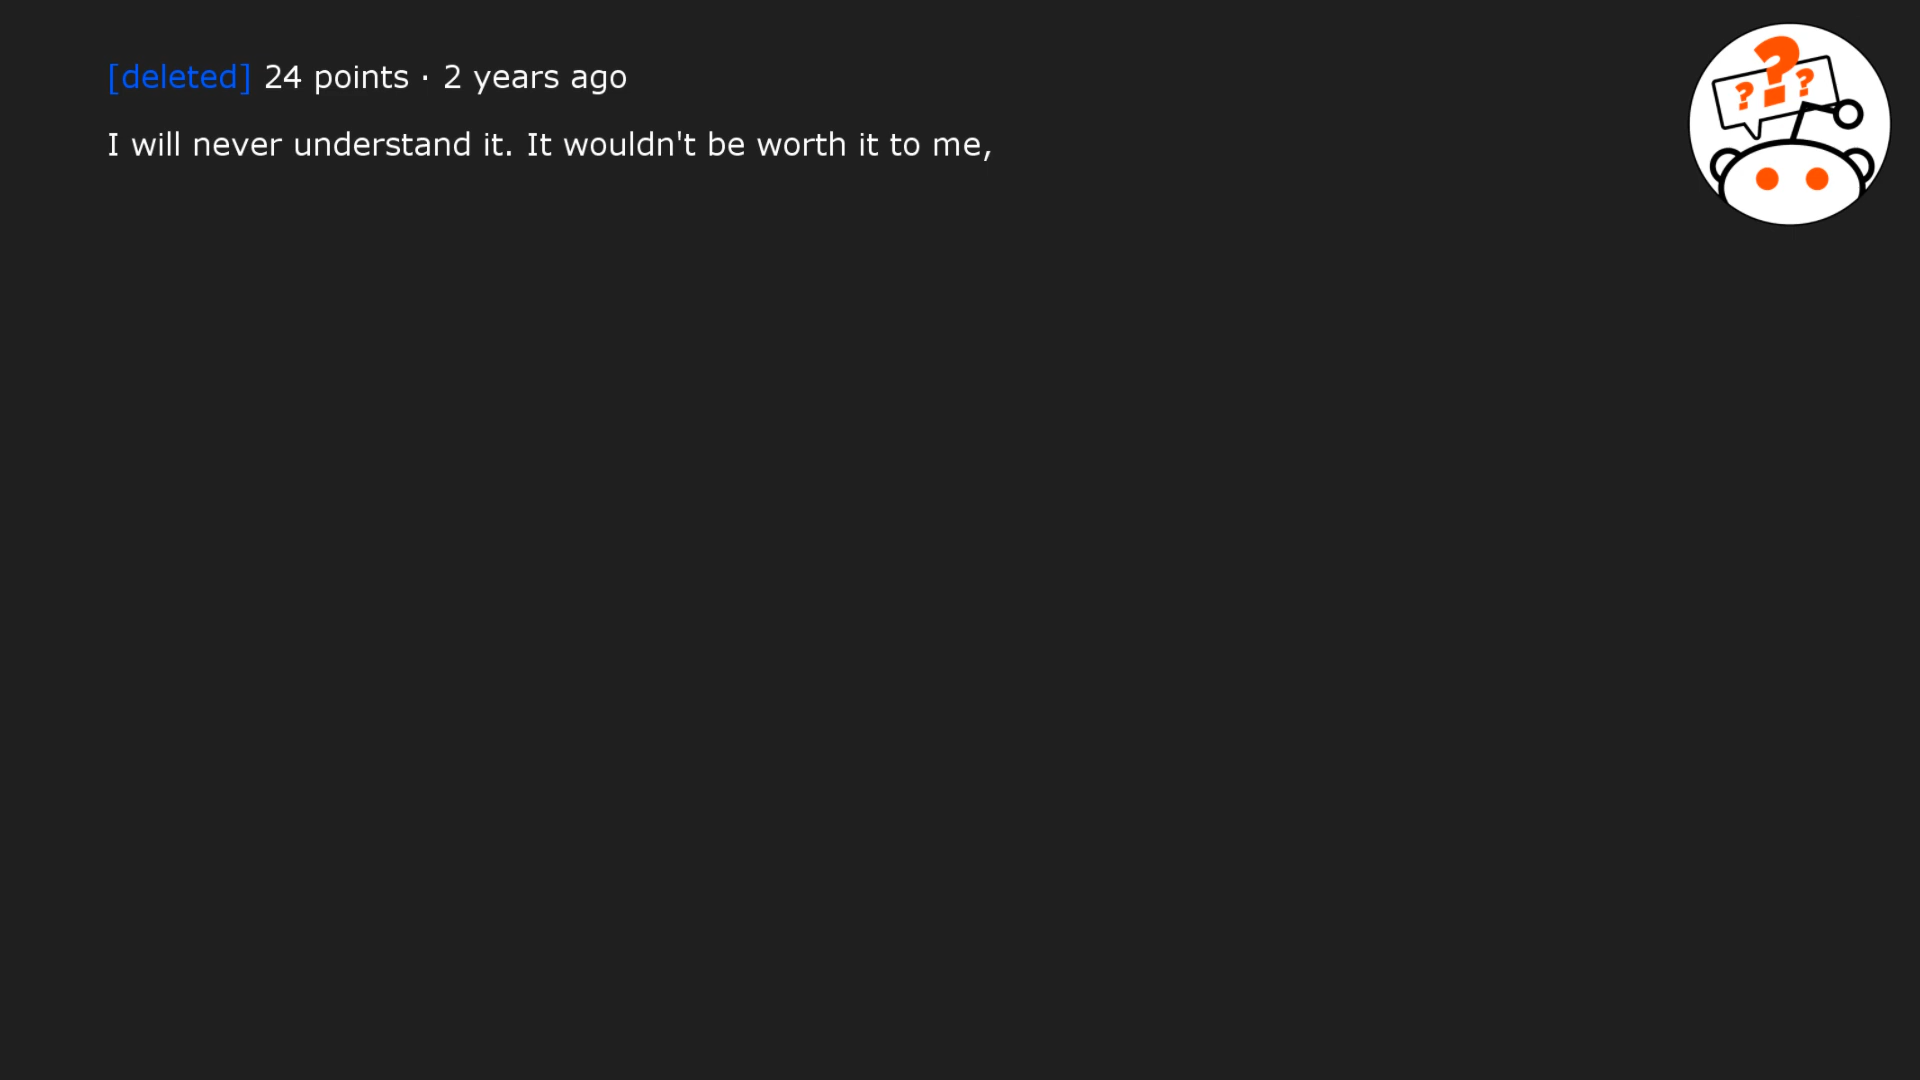 [deleted] 24 points · 2 years ago
I will never understand it. It wouldn't be worth it to me,
???